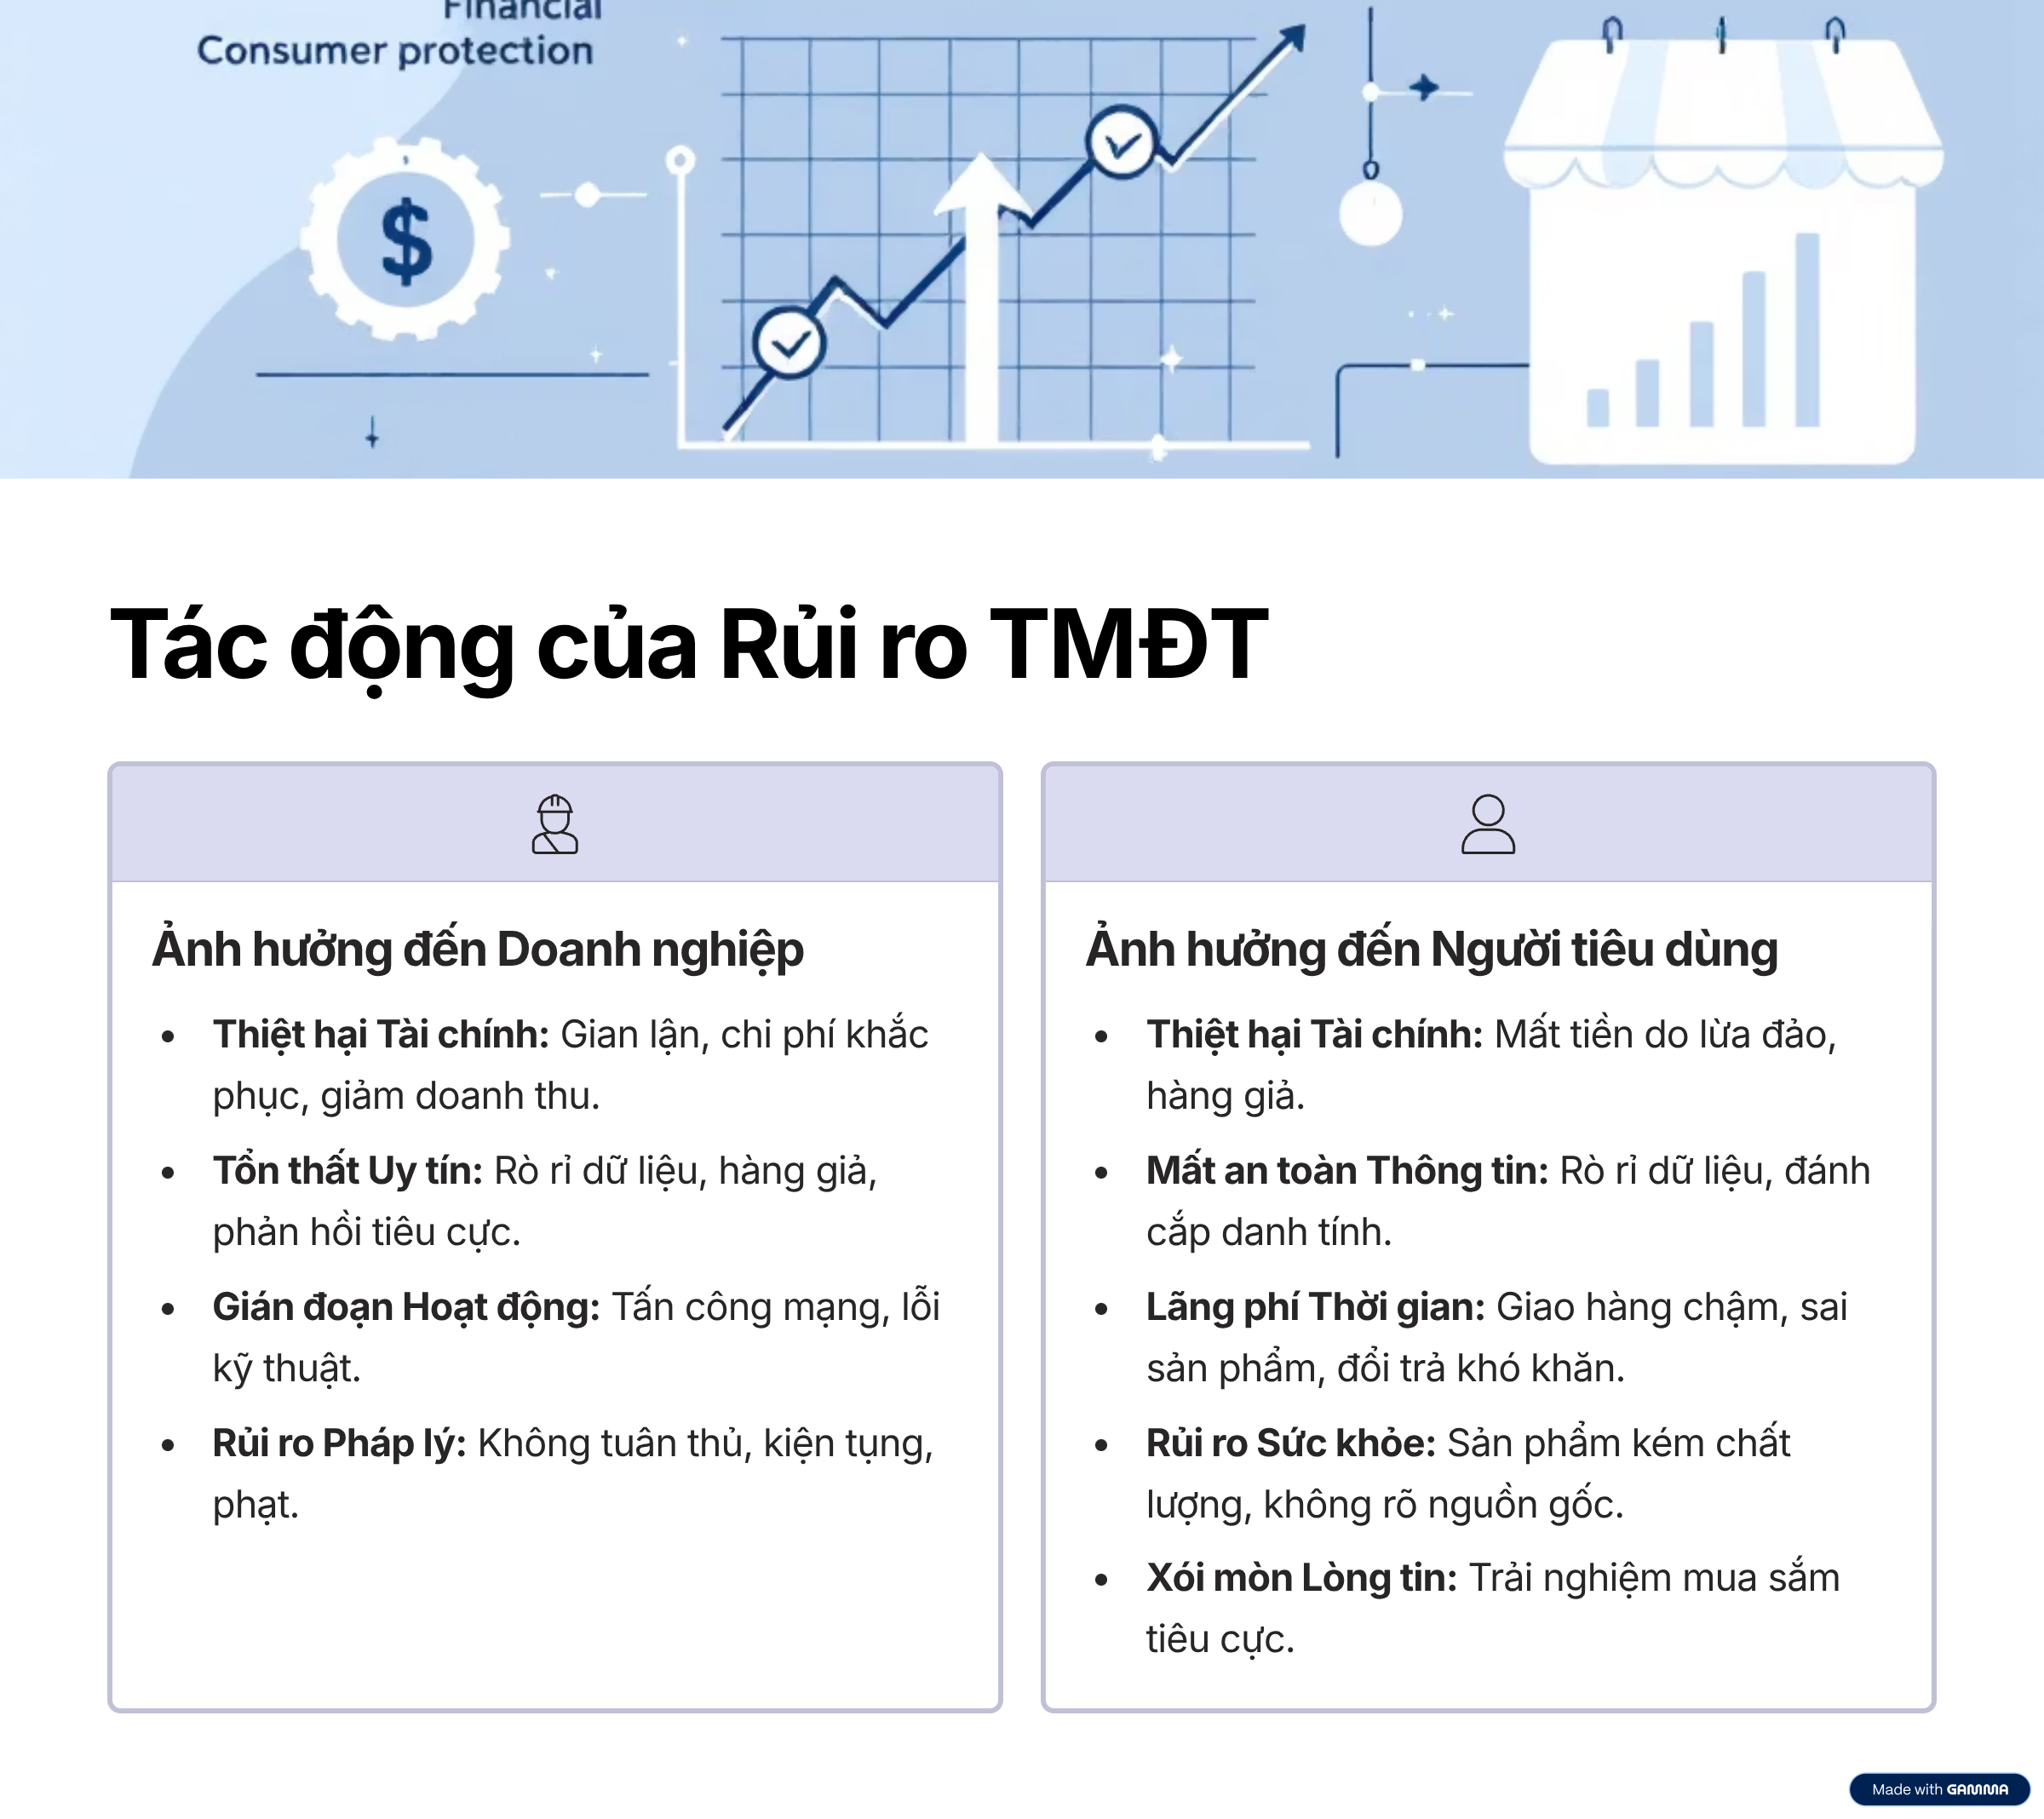 Financial
Consumer protection
$
Tác động của Rủi ro TMĐT
Ảnh hưởng đến Doanh nghiệp
• Thiệt hại Tài chính: Gian lận, chi phí khắc
phục, giảm doanh thu.
• Tổn thất Uy tín: Rò rỉ dữ liệu, hàng giả,
phản hồi tiêu cực.
• Gián đoạn Hoạt động: Tấn công mạng, lỗi
kỹ thuật.
• Rủi ro Pháp lý: Không tuân thủ, kiện tụng,
phạt.
Ảnh hưởng đến Người tiêu dùng
• Thiệt hại Tài chính: Mất tiền do lừa đảo,
hàng giả.
• Mất an toàn Thông tin: Rò rỉ dữ liệu, đánh
cắp danh tính.
• Lãng phí Thời gian: Giao hàng chậm, sai
sản phẩm, đổi trả khó khăn.
• Rủi ro Sức khỏe: Sản phẩm kém chất
lượng, không rõ nguồn gốc.
• Xói mòn Lòng tin: Trải nghiệm mua sắm
tiêu cực.
Made with GAMMA